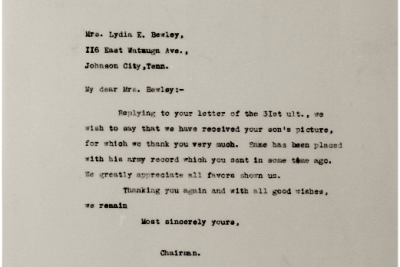 Mrs. Lydia E. Bewley,
116 East Watauga Ave.,
Johnson City,Tenn.
My dear Mrs. Bewley:-
Replying to your letter of the 31st ult., we
wish to say that we have received your son's picture,
for which we thank you very much. Same has been placed
with his army record which you sent in some time ago.
We greatly appreciate all favors shown us.
Thanking you again and with all good wishes,
we remain
Most sincerely yours,
Chairman.